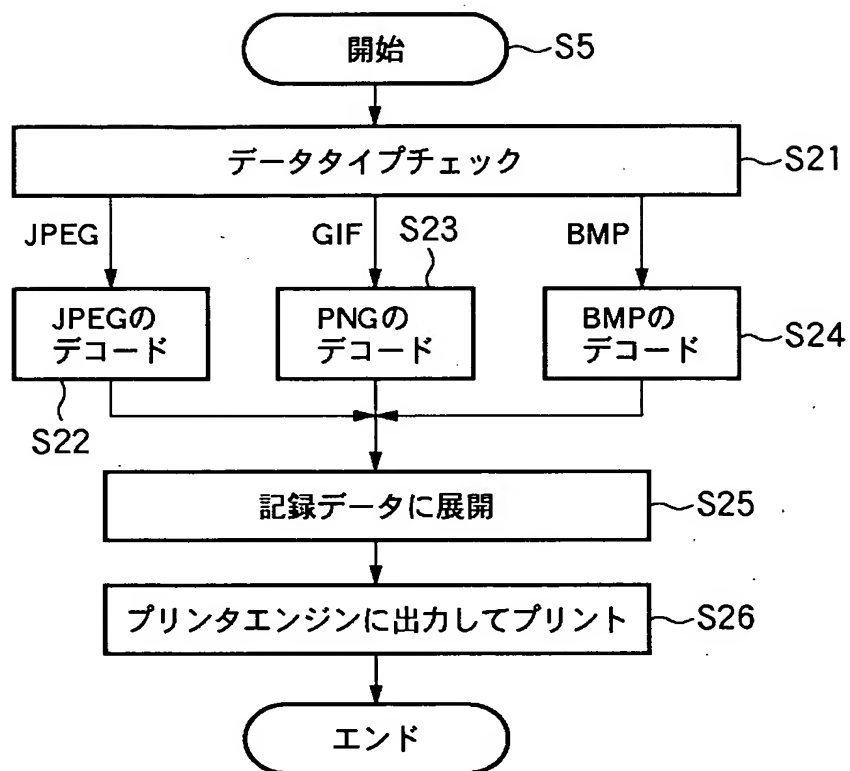 開始
S5
データタイプチェック
S21
JPEG
GIF
S23
BMP
JPEGの
デコード
PNGの
デコード
BMPの
デコード
S24
S22
記録データに展開
S25
プリンタエンジンに出力してプリント
S26
エンド